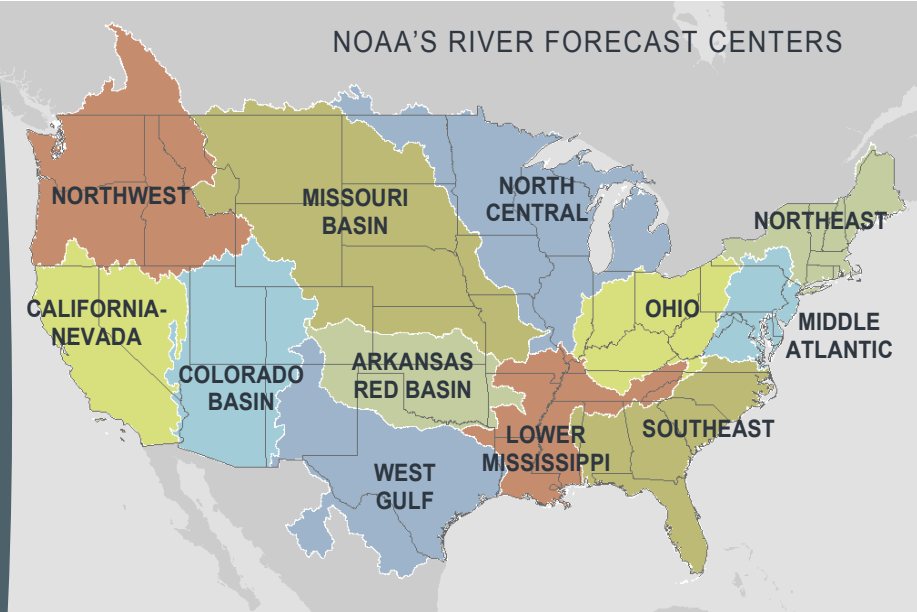 NOAA'S RIVER FORECAST CENTERS
NORTHWEST
MISSOURI
BASIN
NORTH
CENTRAL
NORTHEAST
CALIFORNIA-
NEVADA
OHIO
MIDDLE
ATLANTIC
COLORADO
BASIN
ARKANSAS
RED BASIN
LOWER
MISSISSIPPI
SOUTHEAST
WEST
GULF